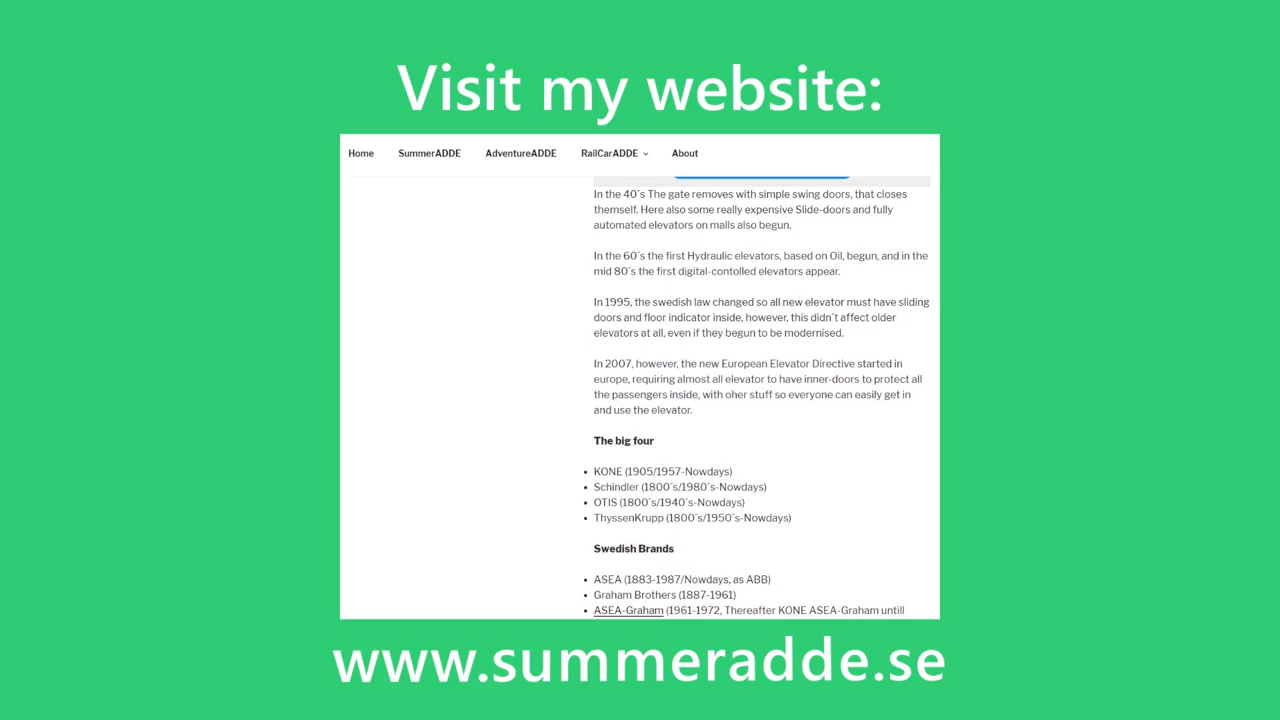 Visit my website:
Home SummerADDE AdventureADDE RailCarADDE About
In the 40´s The gate removes with simple swing doors, that closes
themself. Here also some really expensive Slide-doors and fully
automated elevators on malls also begun.
In the 60´s the first Hydraulic elevators, based on Oil, begun, and in the
mid 80´s the first digital-contolled elevators appear.
In 1995, the swedish law changed so all new elevator must have sliding
doors and floor indicator inside, however, this didn´t affect older
elevators at all, even if they begun to be modernised.
In 2007, however, the new European Elevator Directive started in
europe, requiring almost all elevator to have inner-doors to protect all
the passengers inside, with oher stuff so everyone can easily get in
and use the elevator.
The big four
• KONE (1905/1957-Nowdays)
• Schindler (1800´s/1980´s-Nowdays)
• OTIS (1800´s/1940´s-Nowdays)
• ThyssenKrupp (1800´s/1950´s-Nowdays)
Swedish Brands
• ASEA (1883-1987/Nowdays, as ABB)
• Graham Brothers (1887-1961)
• ASEA-Graham (1961-1972, Thereafter KONE ASEA-Graham untill
www.summeradde.se